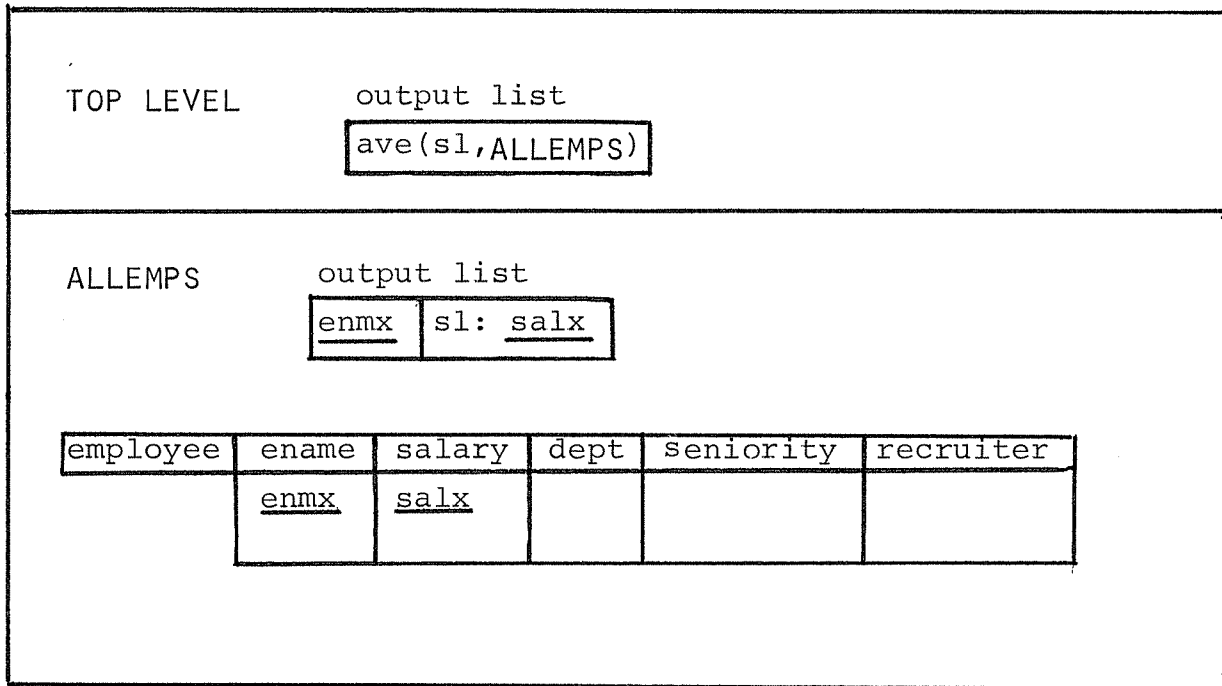 TOP LEVEL output list
ave(sl,ALLEMPS)
ALLEMPS output list
enmx sl: salx
employee ename salary dept seniority recruiter
enmx salx